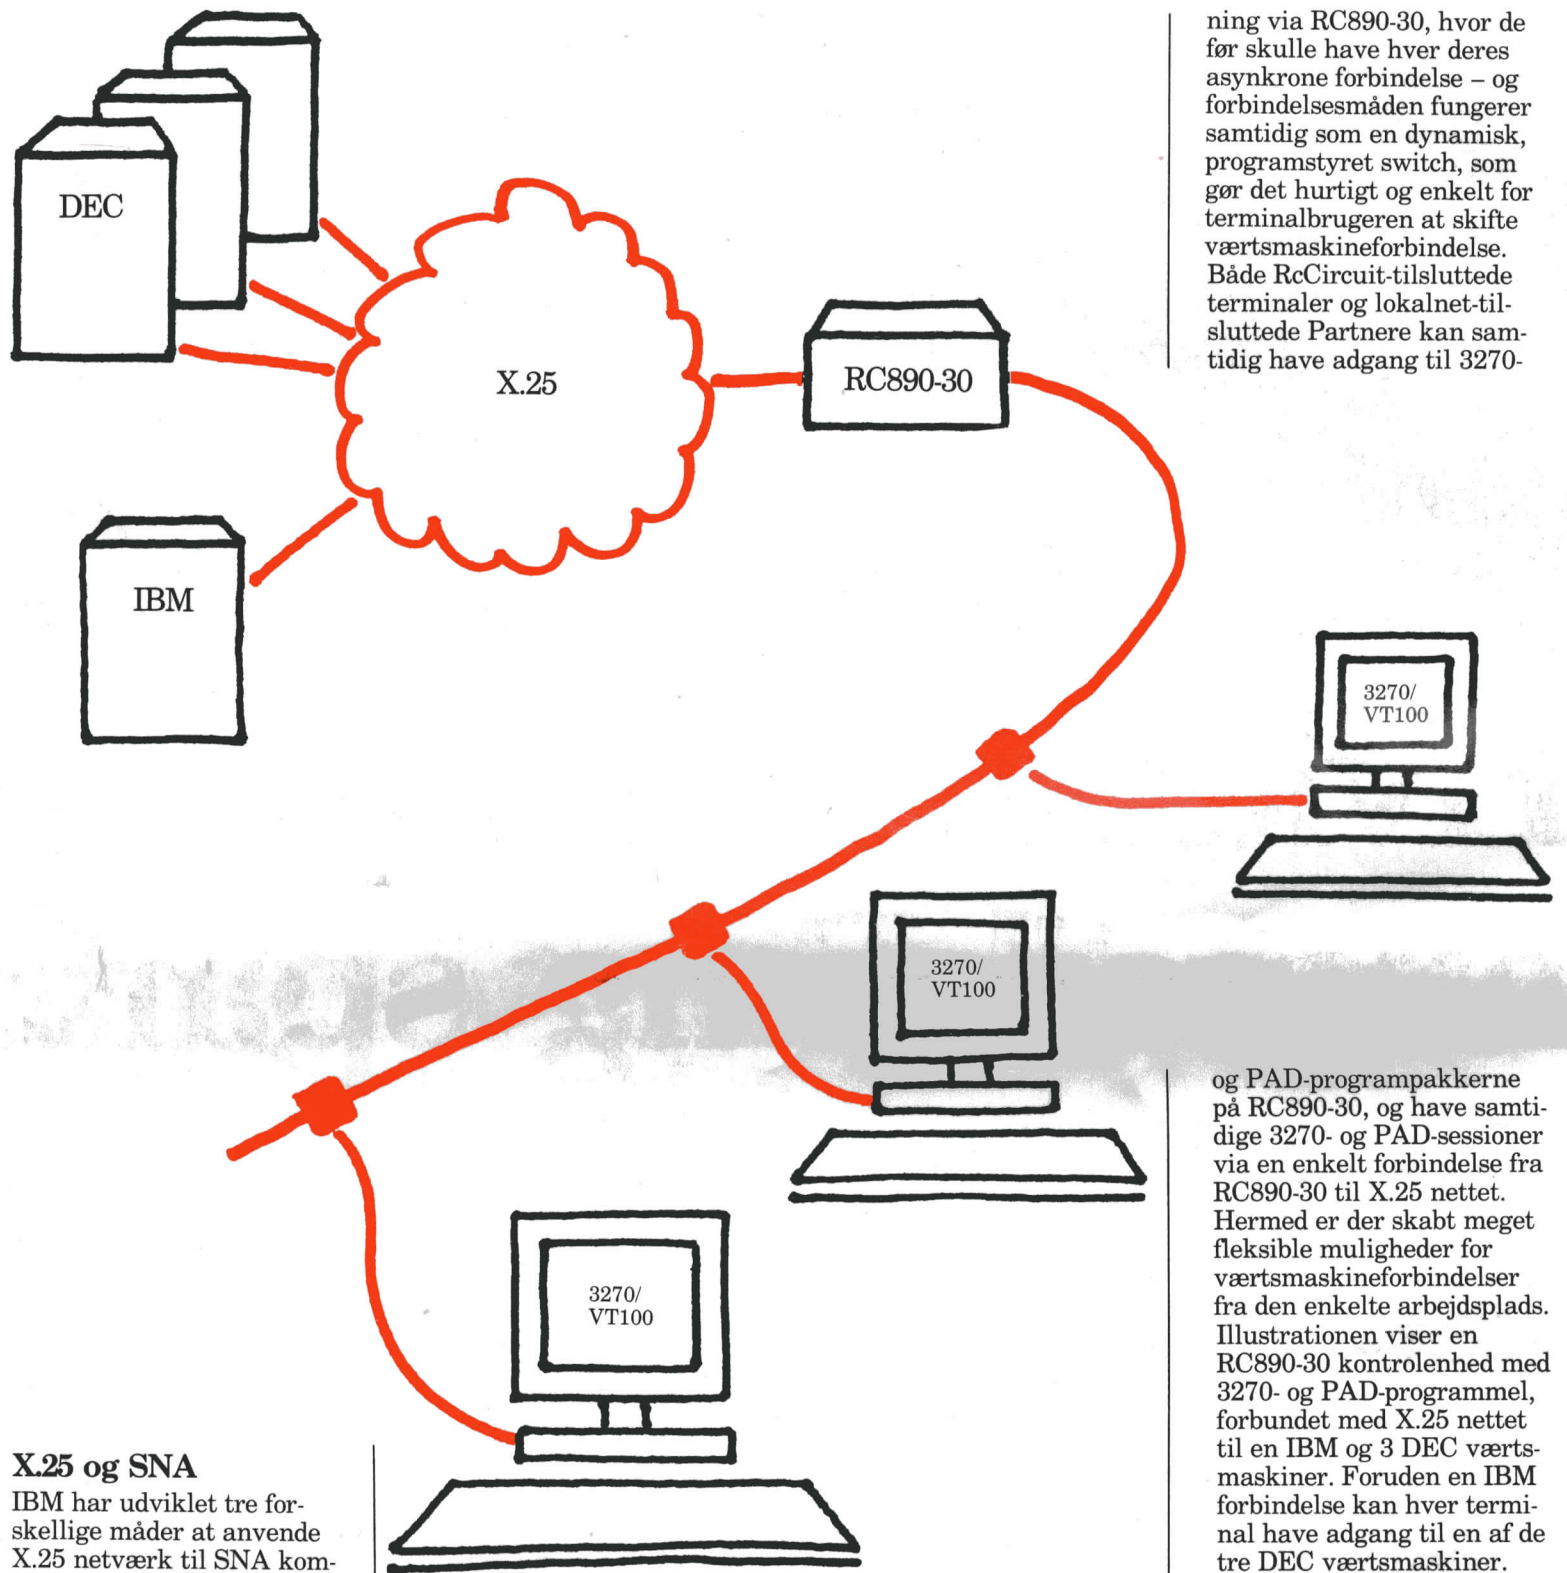 DEC
X.25
RC890-30
IBM
3270/
VT100
3270/
VT100
3270/
VT100
X.25 og SNA
IBM har udviklet tre for-
skellige måder at anvende
X.25 netværk til SNA kom-
ning via RC890-30, hvor de
før skulle have hver deres
asynkrone forbindelse – og
forbindelsesmåden fungerer
samtidig som en dynamisk,
programstyret switch, som
gør det hurtigt og enkelt for
terminalbrugeren at skifte
værtsmaskineforbindelse.
Både RcCircuit-tilsluttede
terminaler og lokalnet-til-
sluttede Partnere kan sam-
tidig have adgang til 3270-
og PAD-programpakkerne
på RC890-30, og have samti-
dige 3270- og PAD-sessioner
via en enkelt forbindelse fra
RC890-30 til X.25 nettet.
Hermed er der skabt meget
fleksible muligheder for
værtsmaskineforbindelser
fra den enkelte arbejdsplads.
Illustrationen viser en
RC890-30 kontrolenhed med
3270- og PAD-programmel,
forbundet med X.25 nettet
til en IBM og 3 DEC værts-
maskiner. Foruden en IBM
forbindelse kan hver termi-
nal have adgang til en af de
tre DEC værtsmaskiner.